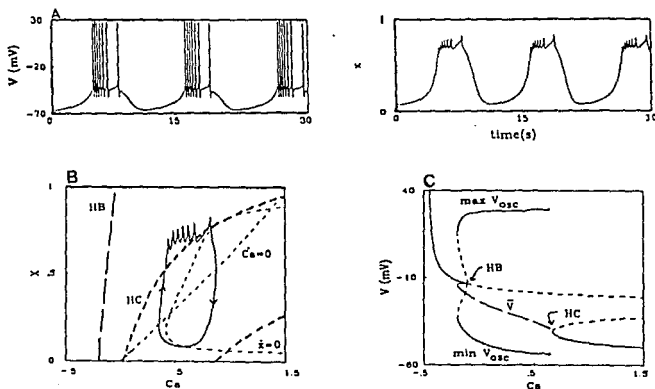 A
30
-20
-70
V (mV)
0
15
30
1
x
0
0
15
30
time(s)
B
1
.5
0
X
HB
HC
Ca=0
ẋ=0
-.5
.5
1.5
Ca
C
40
-10
-60
V (mV)
max Vosc
HB
V̄
HC
min Vosc
-.5
.5
1.5
Ca